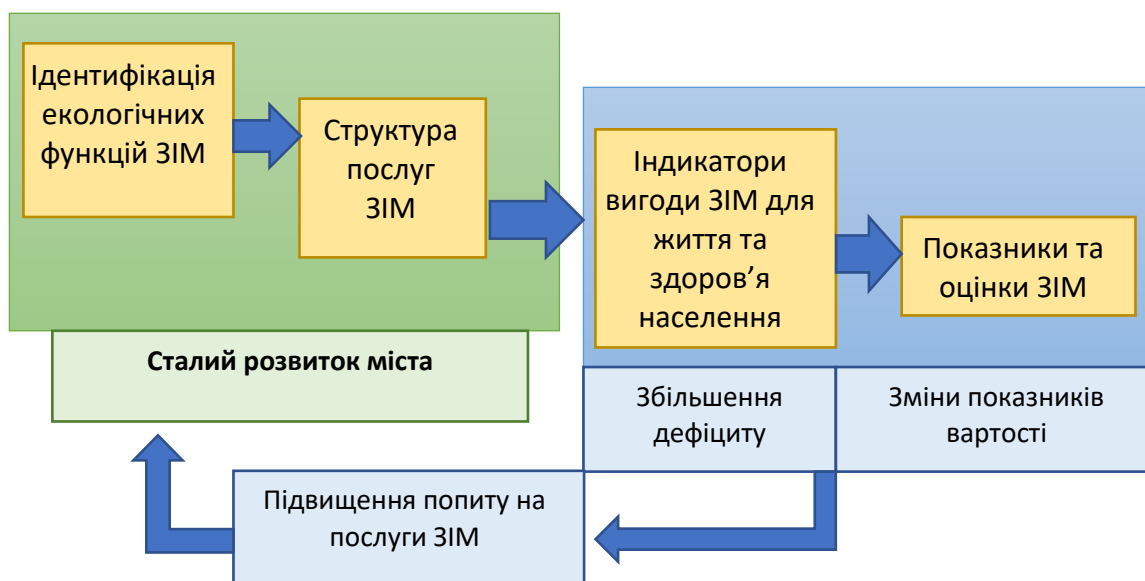 Ідентифікація
екологічних
функцій ЗІМ
Структура
послуг
ЗІМ
Індикатори
вигоди ЗІМ для
життя та
здоров’я
населення
Показники та
оцінки ЗІМ
Сталий розвиток міста
Збільшення
дефіциту
Зміни показників
вартості
Підвищення попиту на
послуги ЗІМ